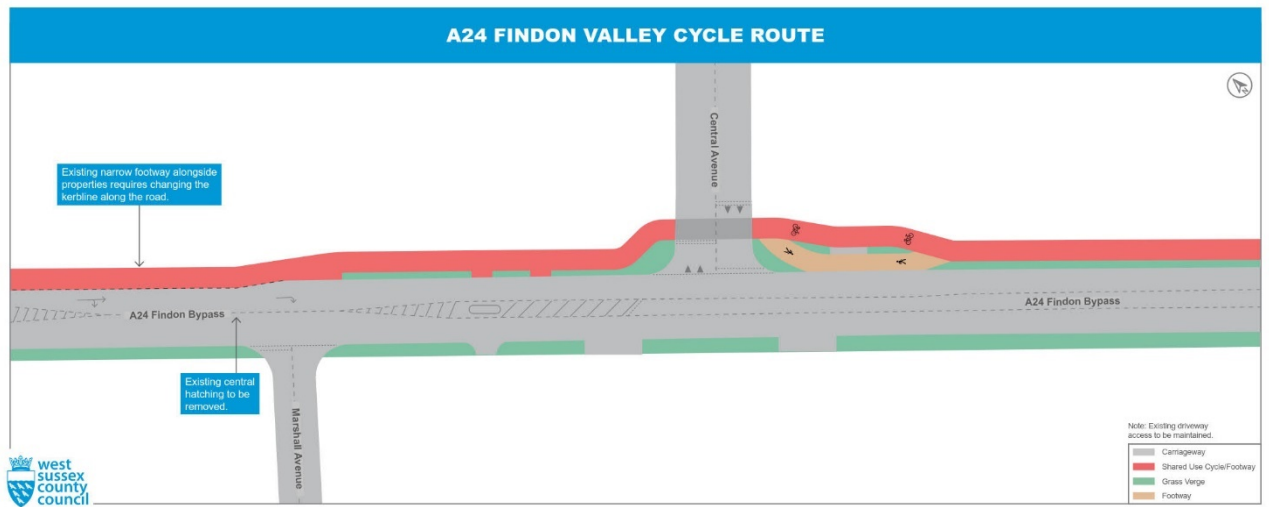 A24 FINDON VALLEY CYCLE ROUTE
N
Central Avenue
Existing narrow footway alongside
properties requires changing the
kerbline along the road.
A24 Findon Bypass
A24 Findon Bypass
Existing central
hatching to be
removed.
Marshall Avenue
Note: Existing driveway
access to be maintained.
Carriageway
Shared Use Cycle/Footway
Grass Verge
Footway
west
sussex
county
council